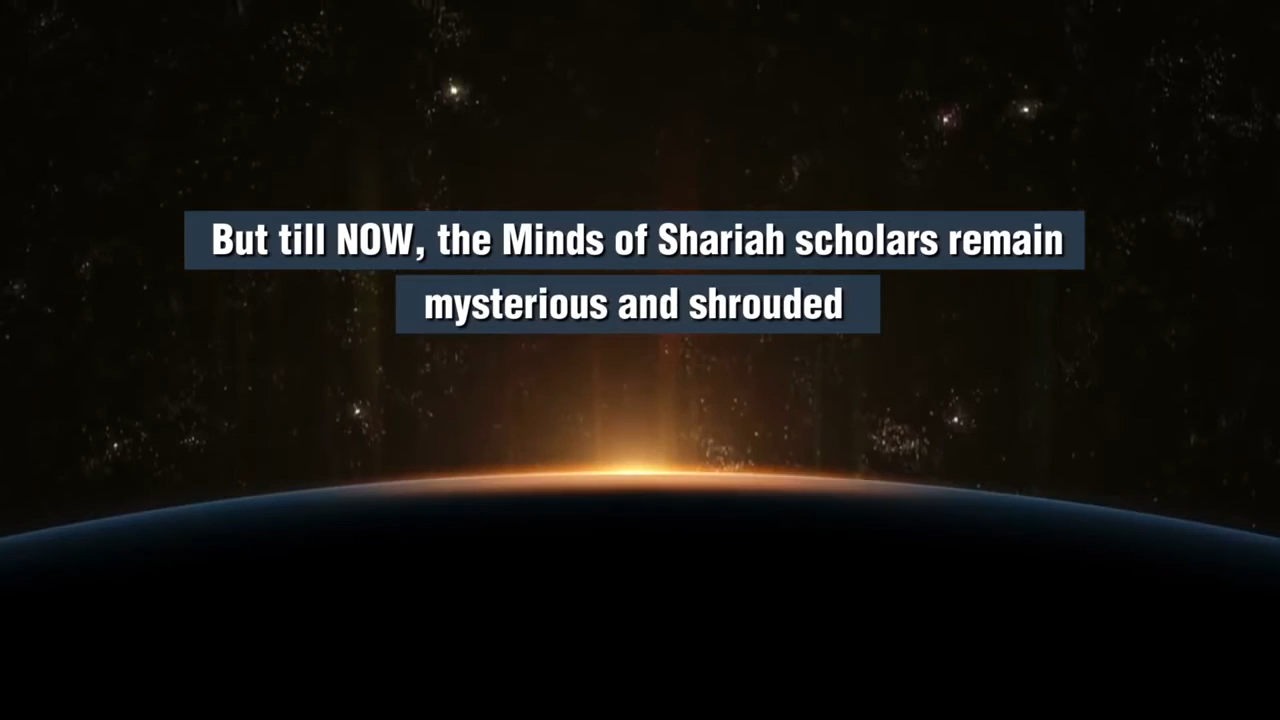 But till NOW, the Minds of Shariah scholars remain
mysterious and shrouded